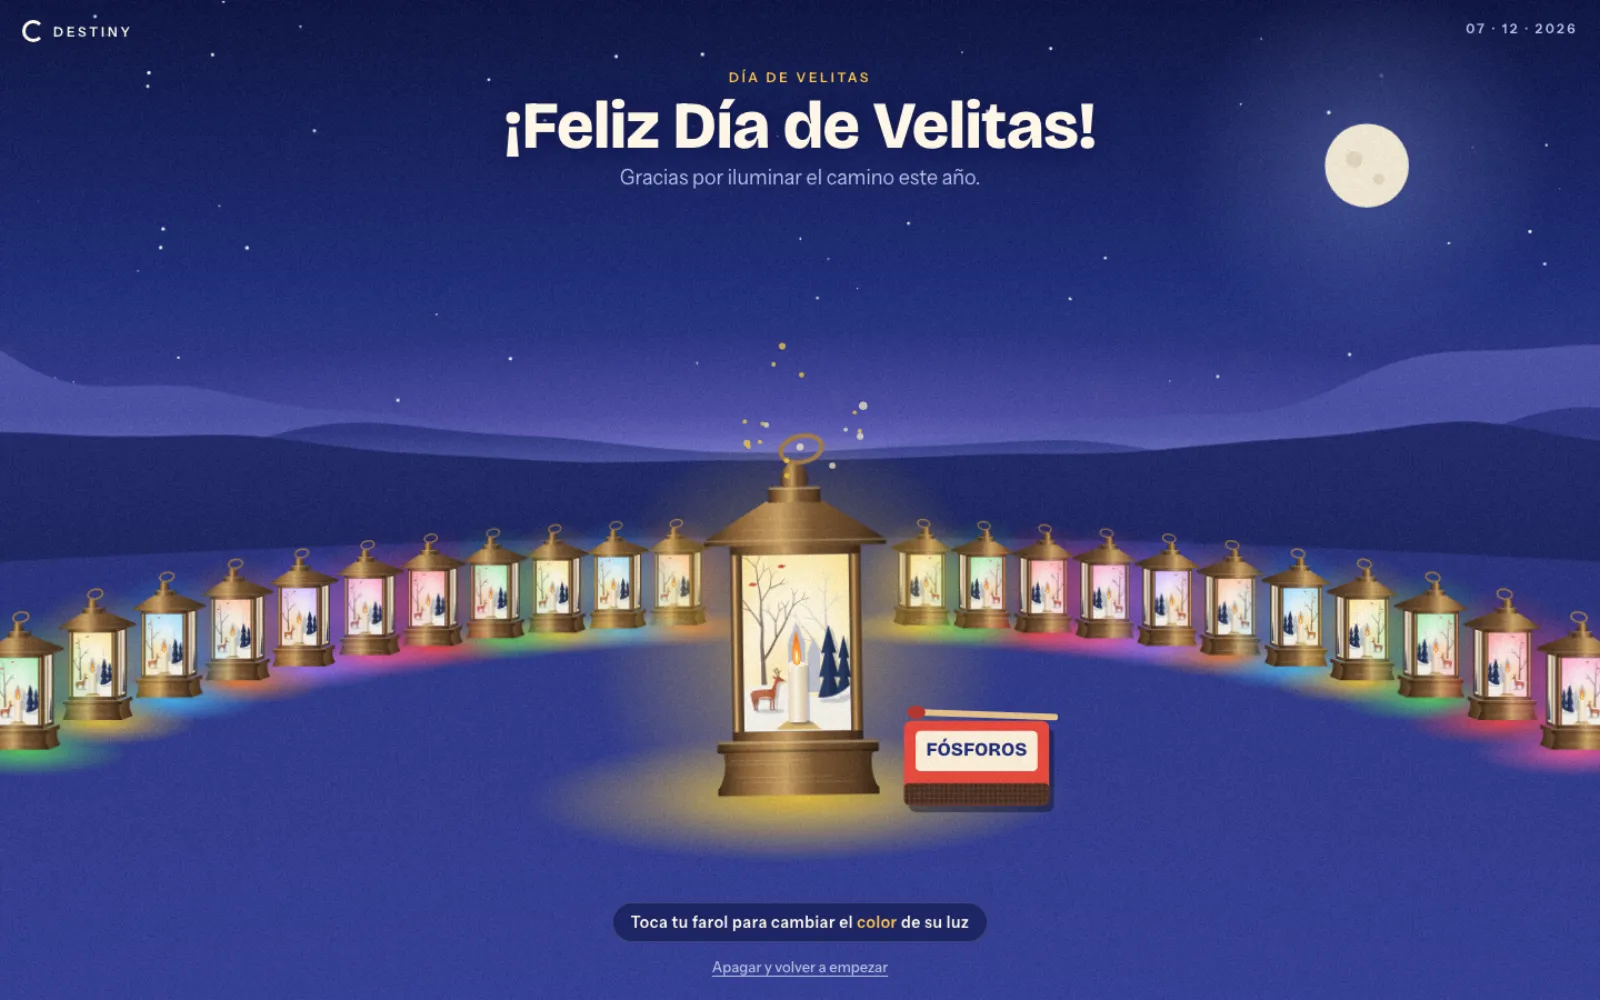 DESTINY
07 · 12 · 2026
DÍA DE VELITAS
¡Feliz Día de Velitas!
Gracias por iluminar el camino este año.
FÓSFOROS
Toca tu farol para cambiar el color de su luz
Apagar y volver a empezar